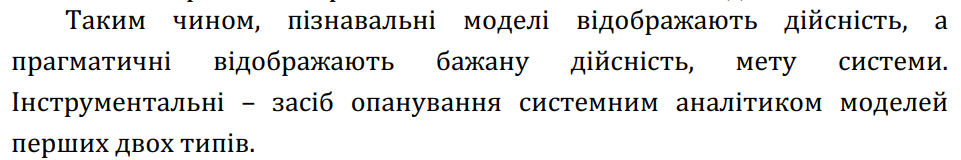 Таким чином, пізнавальні моделі відображають дійсність, а
прагматичні відображають бажану дійсність, мету системи.
Інструментальні – засіб опанування системним аналітиком моделей
перших двох типів.